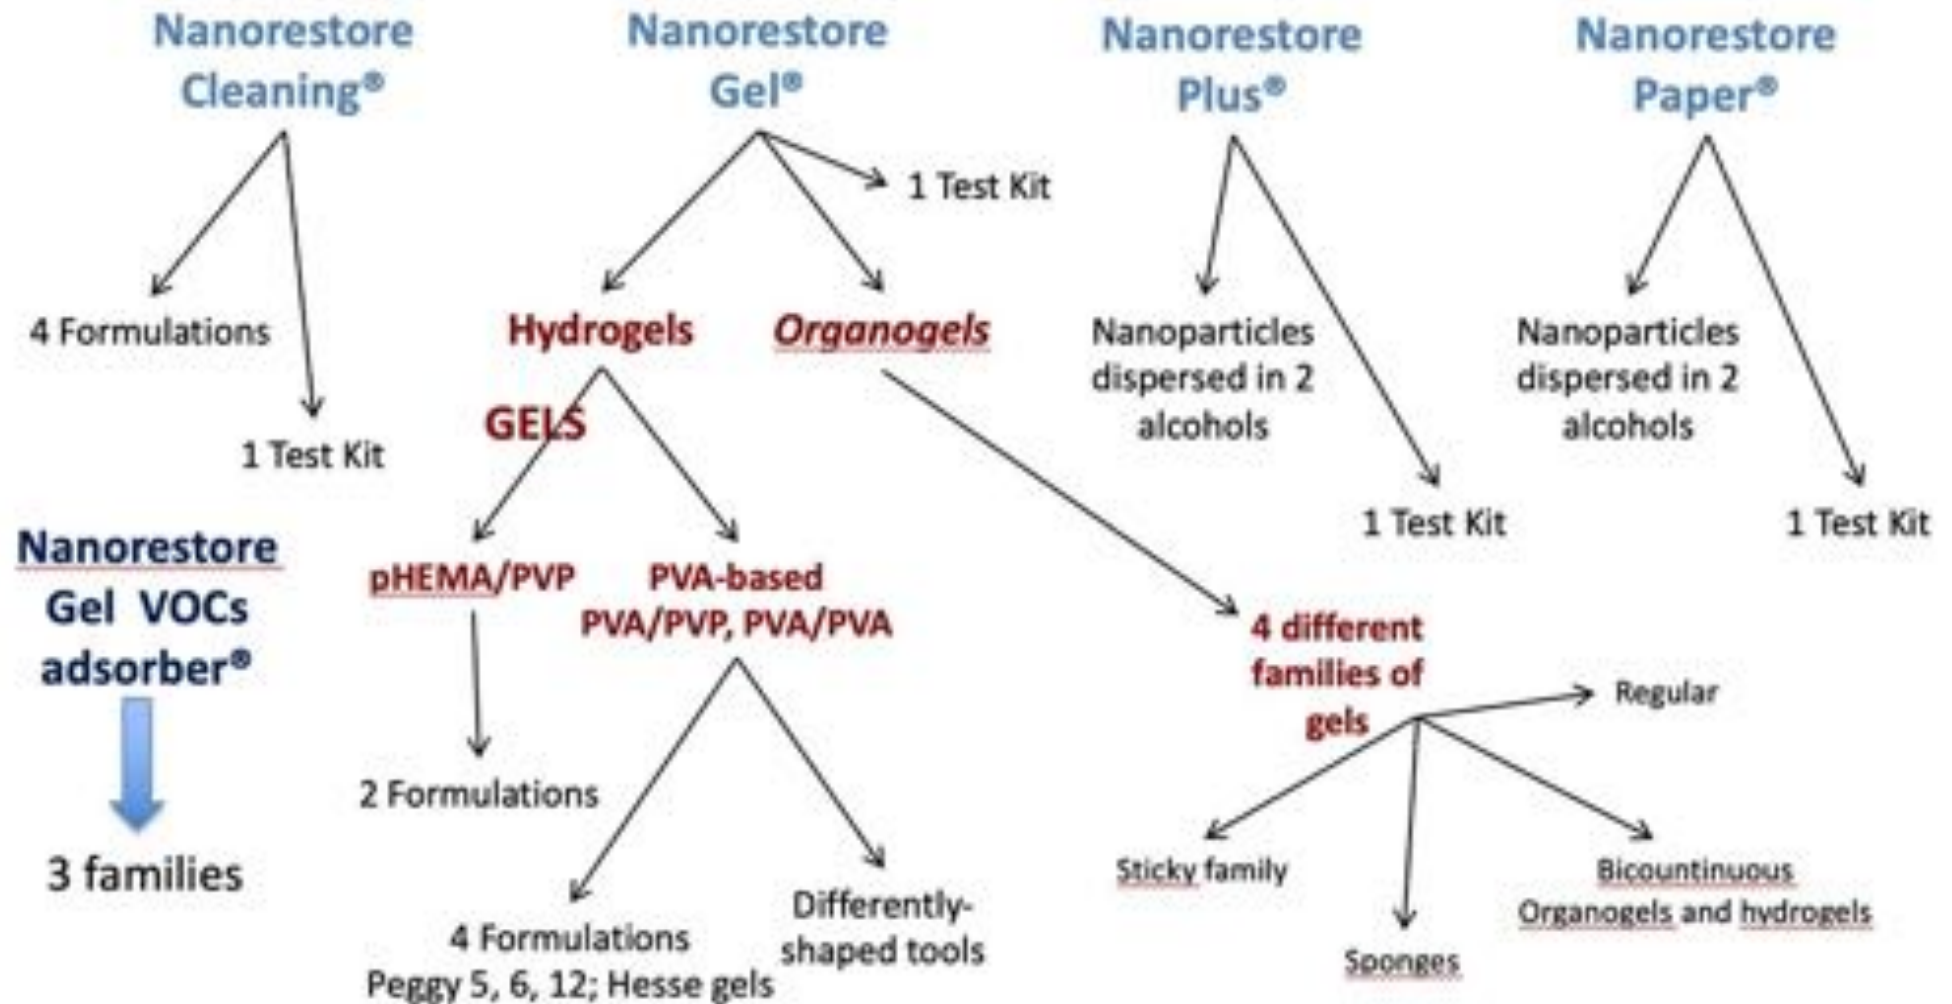 Nanorestore
Cleaning®
Nanorestore
Gel®
Nanorestore
Plus®
Nanorestore
Paper®
1 Test Kit
4 Formulations
1 Test Kit
Hydrogels
Organogels
GELS
Nanoparticles
dispersed in 2
alcohols
1 Test Kit
Nanoparticles
dispersed in 2
alcohols
1 Test Kit
Nanorestore
Gel VOCs
adsorber®
3 families
pHEMA/PVP
PVA-based
PVA/PVP, PVA/PVA
2 Formulations
4 Formulations
Peggy 5, 6, 12; Hesse gels
Differently-
shaped tools
4 different
families of
gels
Regular
Sticky family
Sponges
Bicountinuous
Organogels and hydrogels